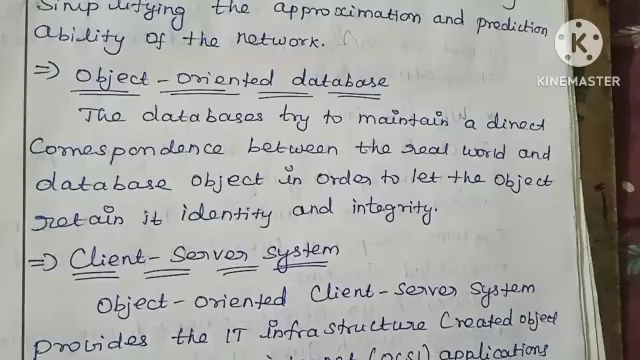 Simplifying the approximation and prediction
ability of the network.
⇒ Object-oriented database
The databases try to maintain a direct
Correspondence between the real world and
database object in order to let the object
retain it identity and integrity.
⇒ Client-Server System
Object-oriented Client-Server System
provides the IT infrastructure Created object
(OCSI) applications
KINEMASTER